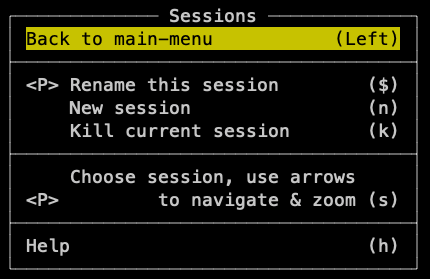 Sessions
Back to main-menu (Left)
<P> Rename this session ($)
New session (n)
Kill current session (k)
Choose session, use arrows
<P> to navigate & zoom (s)
Help (h)